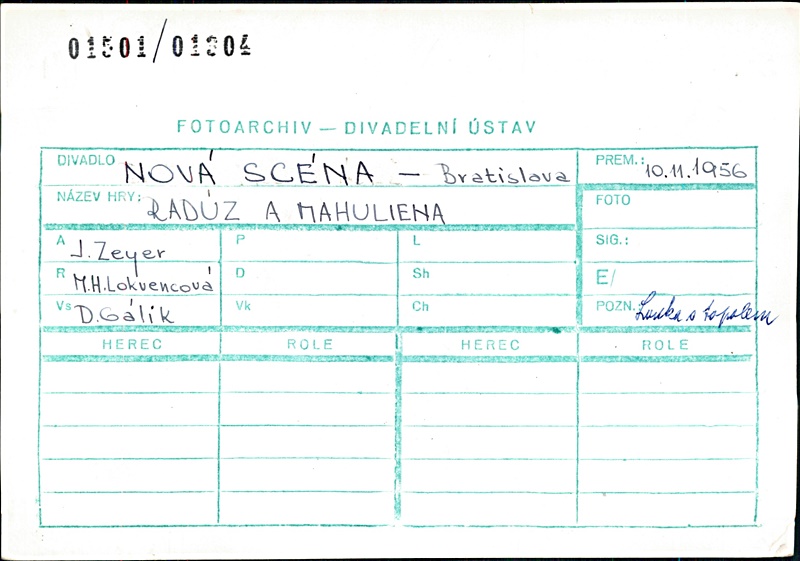 01501/01304
FOTOARCHIV — DIVADELNÍ ÚSTAV
DIVADLO NOVÁ SCÉNA — Bratislava PREM.: 10.11.1956
NÁZEV HRY: RADÚZ A MAHULIENA FOTO
A J. Zeyer P L SIG.:
R M.H.Lokvencová D Sh E/
Vs D. Gálik Vk Ch POZN. Louka s topolem
HEREC ROLE HEREC ROLE